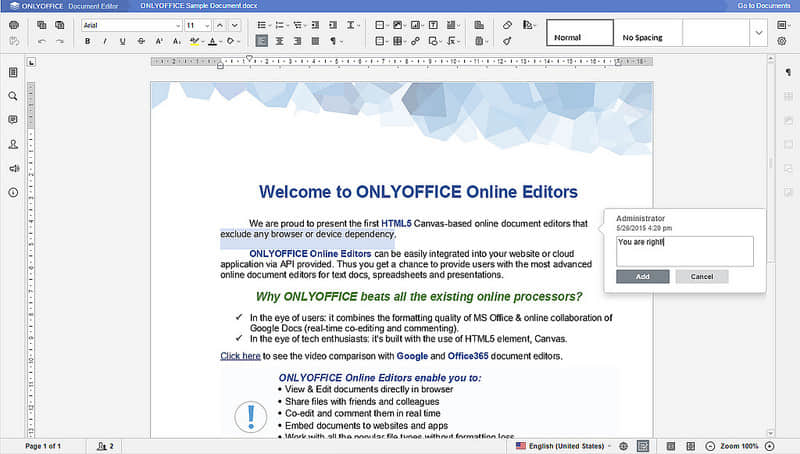 ONLYOFFICE Document Editor
ONLYOFFICE Sample Document.docx
Go to Documents
Arial
11
Normal
No Spacing
Welcome to ONLYOFFICE Online Editors
We are proud to present the first HTML5 Canvas-based online document editors that
exclude any browser or device dependency.
ONLYOFFICE Online Editors can be easily integrated into your website or cloud
application via API provided. Thus you get a chance to provide users with the most advanced
online document editors for text docs, spreadsheets and presentations.
Why ONLYOFFICE beats all the existing online processors?
✓ In the eye of users: it combines the formatting quality of MS Office & online collaboration of
Google Docs (real-time co-editing and commenting).
✓ In the eye of tech enthusiasts: it's built with the use of HTML5 element, Canvas.
Click here to see the video comparison with Google and Office365 document editors.
ONLYOFFICE Online Editors enable you to:
• View & Edit documents directly in browser
• Share files with friends and colleagues
• Co-edit and comment them in real time
• Embed documents to websites and apps
• Work with all the popular file types without formatting loss
Administrator
5/26/2015 4:28 pm
You are right!
Add
Cancel
Page 1 of 1
2
English (United States)
Zoom 100%